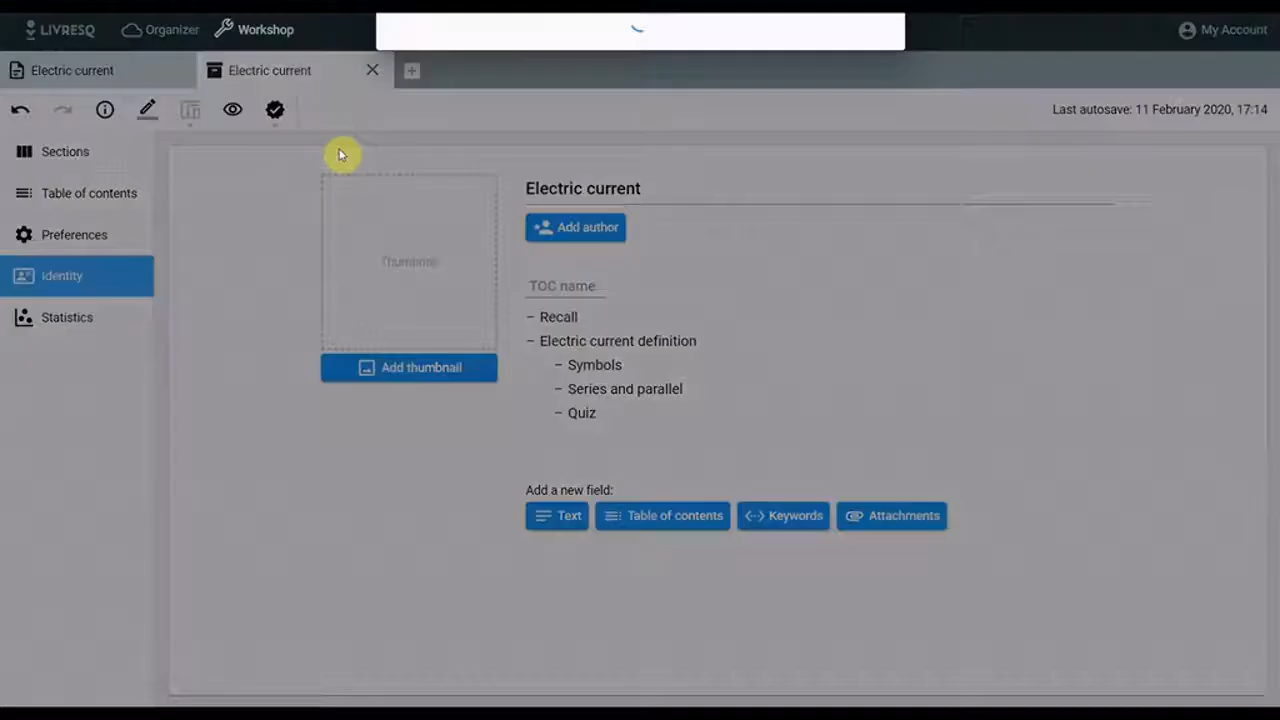 LIVRESQ
Organizer
Workshop
My Account
Electric current
Electric current
Last autosave: 11 February 2020, 17:14
Sections
Table of contents
Preferences
Identity
Statistics
Thumbnail
Add thumbnail
Electric current
Add author
TOC name
– Recall
– Electric current definition
– Symbols
– Series and parallel
– Quiz
Add a new field:
Text
Table of contents
Keywords
Attachments